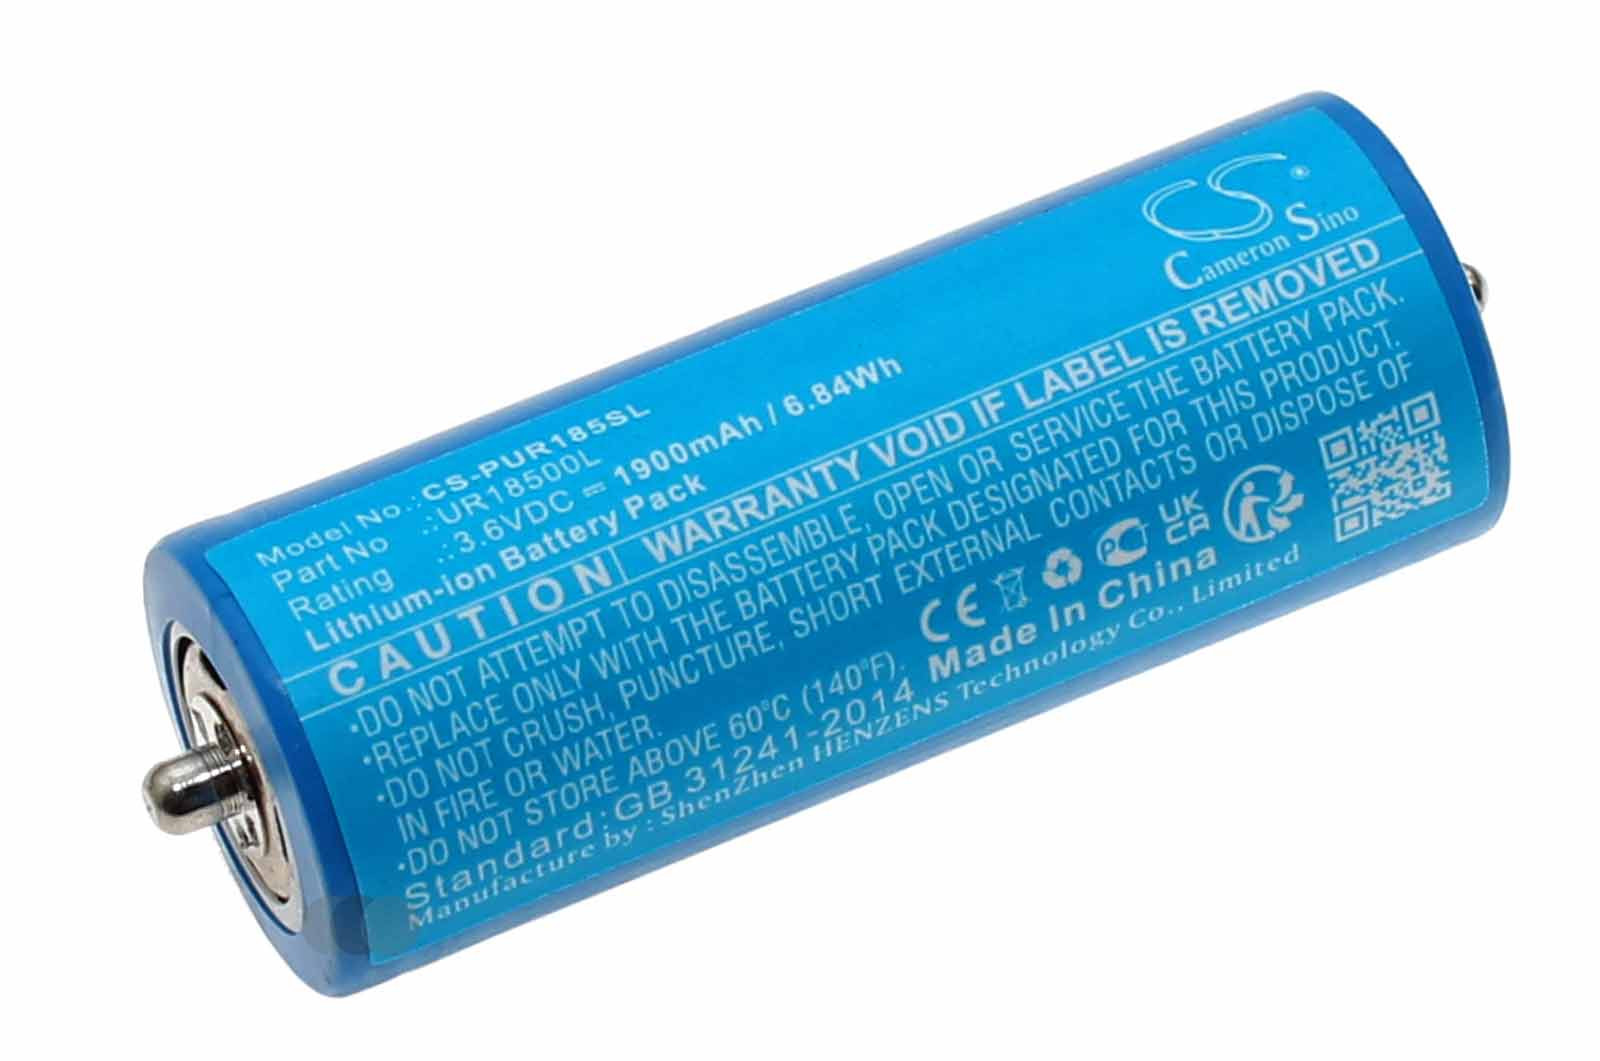 CS®
Cameron Sino
Model No.: CS-PUR185SL
Part No : UR18500L
Rating : 3.6VDC ⎓ 1900mAh / 6.84Wh
Lithium-ion Battery Pack
CAUTION WARRANTY VOID IF LABEL IS REMOVED
·DO NOT ATTEMPT TO DISASSEMBLE, OPEN OR SERVICE THE BATTERY PACK.
·REPLACE ONLY WITH THE BATTERY PACK DESIGNATED FOR THIS PRODUCT.
·DO NOT CRUSH, PUNCTURE, SHORT EXTERNAL CONTACTS OR DISPOSE OF
IN FIRE OR WATER.
·DO NOT STORE ABOVE 60°C (140°F).
Standard: GB 31241-2014
Manufacture by : ShenZhen HENZENS Technology Co., Limited
CE PC UK CA
Made In China